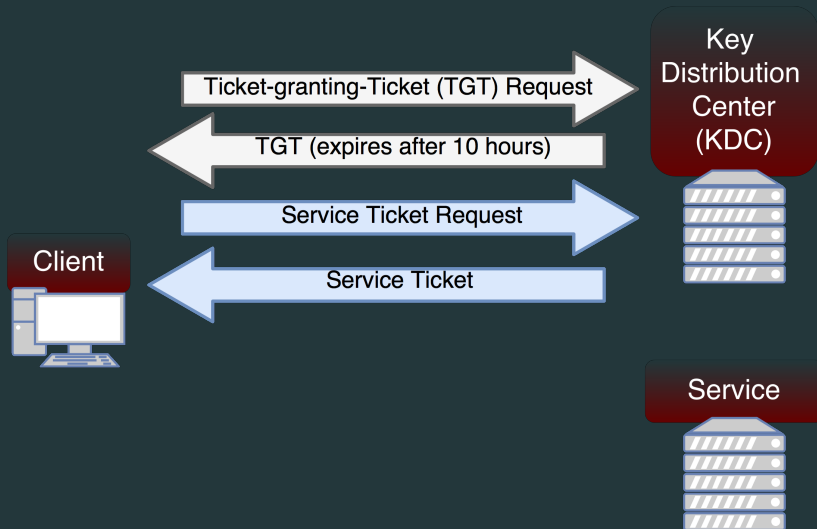 Key
Distribution
Center
(KDC)
Ticket-granting-Ticket (TGT) Request
TGT (expires after 10 hours)
Service Ticket Request
Client
Service Ticket
Service